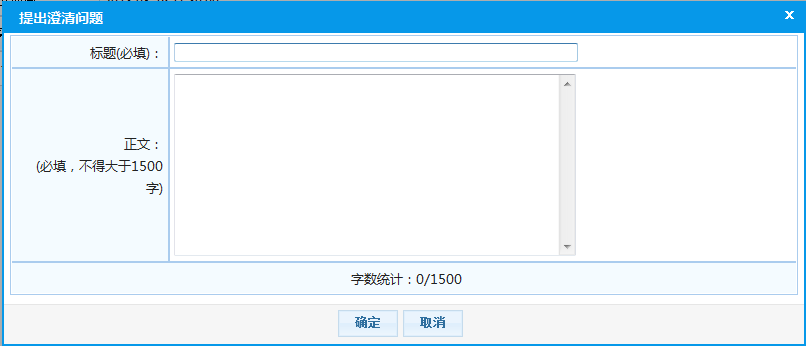 提出澄清问题
x
标题(必填)：
正文：
(必填，不得大于1500
字)
字数统计：0/1500
确定 取消